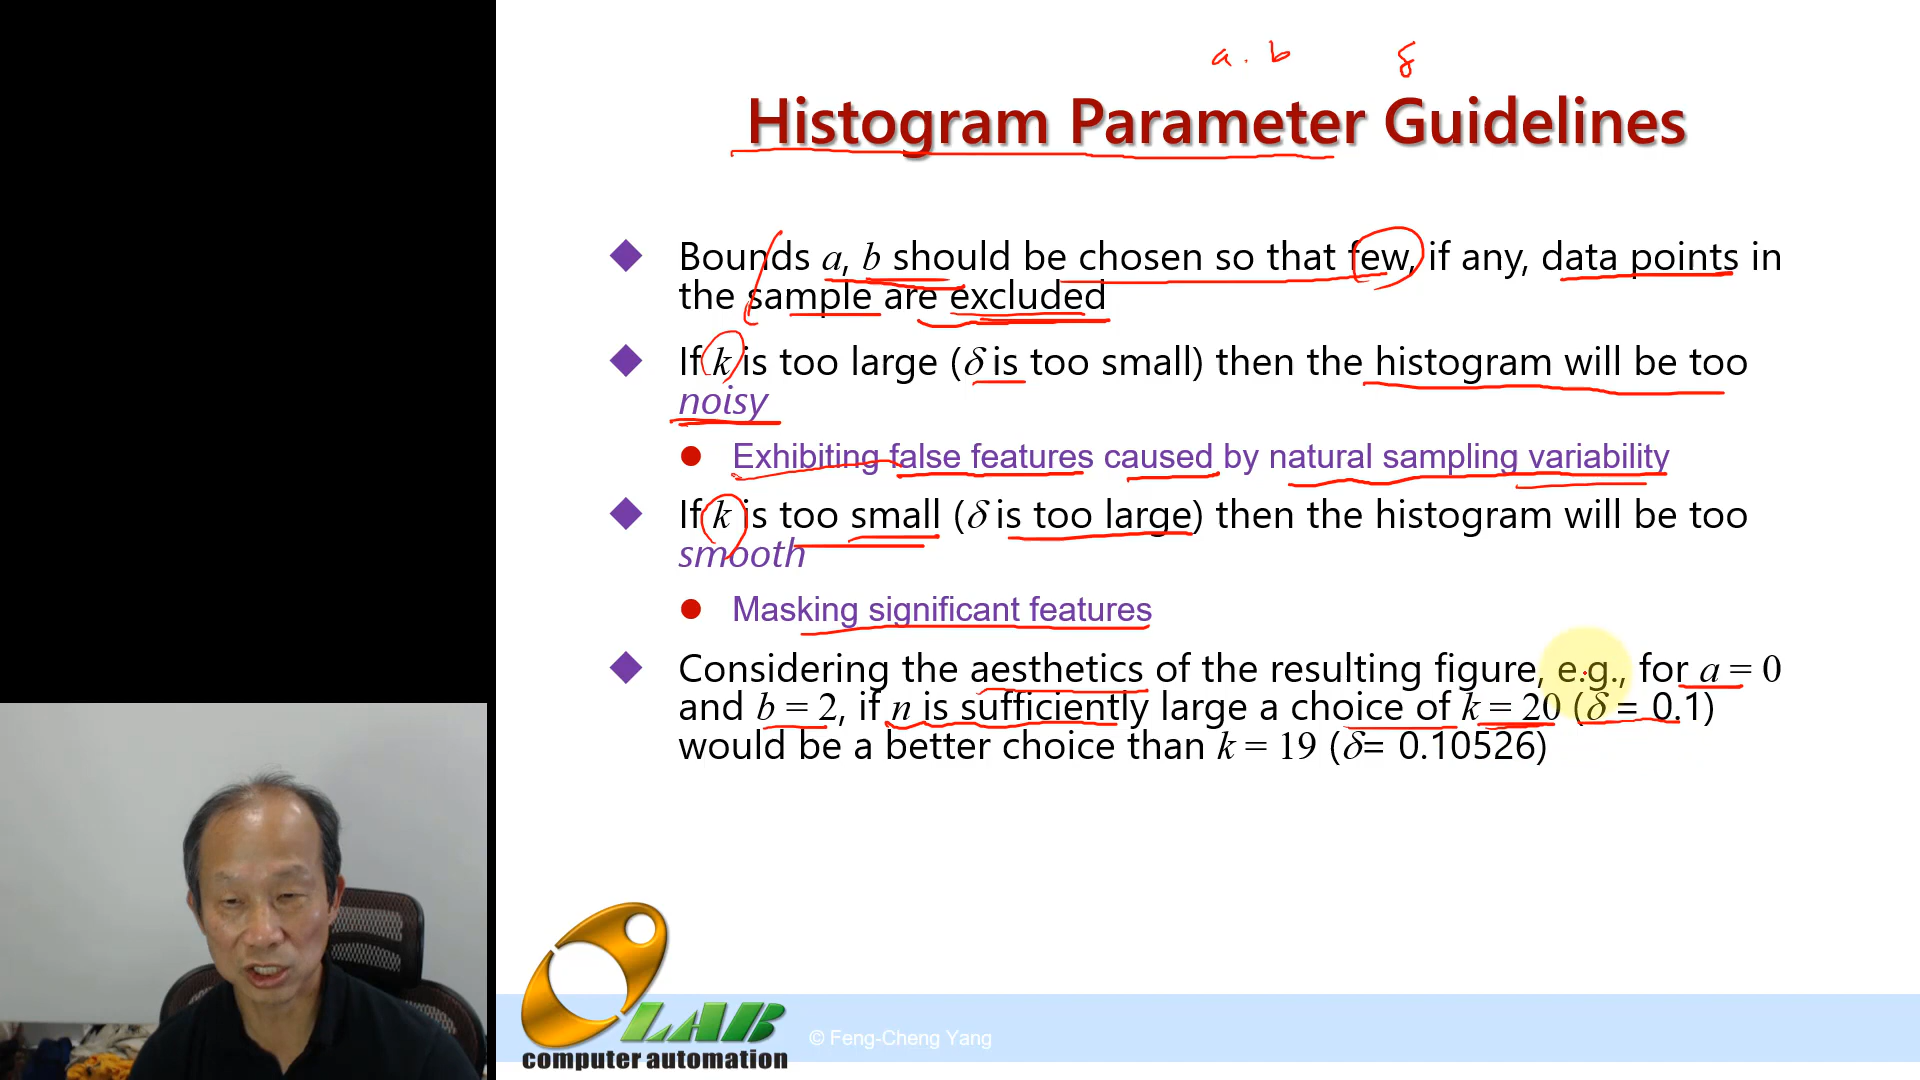 a . b δ
Histogram Parameter Guidelines
Bounds a, b should be chosen so that few, if any, data points in
the sample are excluded
If k is too large (δ is too small) then the histogram will be too
noisy
Exhibiting false features caused by natural sampling variability
If k is too small (δ is too large) then the histogram will be too
smooth
Masking significant features
Considering the aesthetics of the resulting figure, e.g., for a = 0
and b = 2, if n is sufficiently large a choice of k = 20 (δ = 0.1)
would be a better choice than k = 19 (δ= 0.10526)
LAB
computer automation
© Feng-Cheng Yang